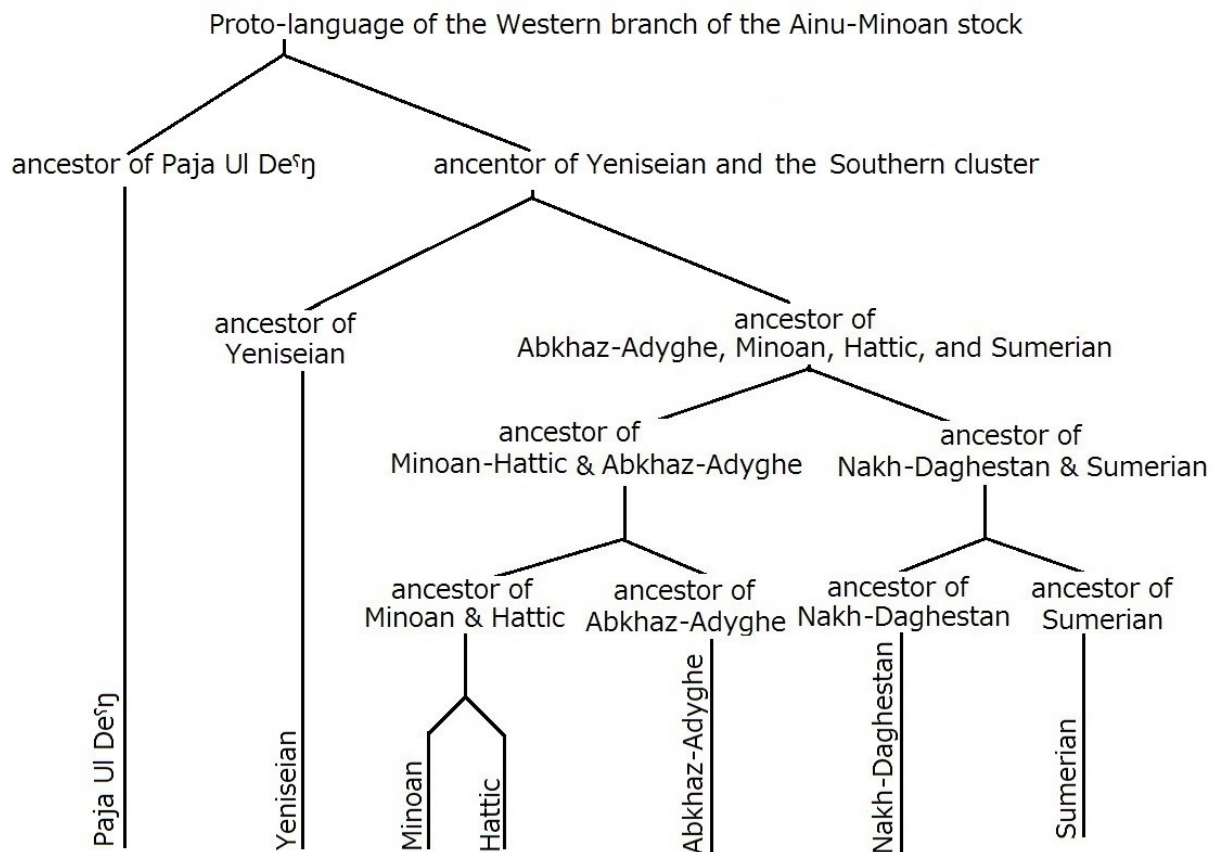 Proto-language of the Western branch of the Ainu-Minoan stock
ancestor of Paja Ul Deˤŋ
ancentor of Yeniseian and the Southern cluster
ancestor of
Yeniseian
ancestor of
Abkhaz-Adyghe, Minoan, Hattic, and Sumerian
ancestor of
Minoan-Hattic & Abkhaz-Adyghe
ancestor of
Nakh-Daghestan & Sumerian
ancestor of
Minoan & Hattic
ancestor of
Abkhaz-Adyghe
ancestor of
Nakh-Daghestan
ancestor of
Sumerian
Paja Ul Deˤŋ
Yeniseian
Minoan
Hattic
Abkhaz-Adyghe
Nakh-Daghestan
Sumerian